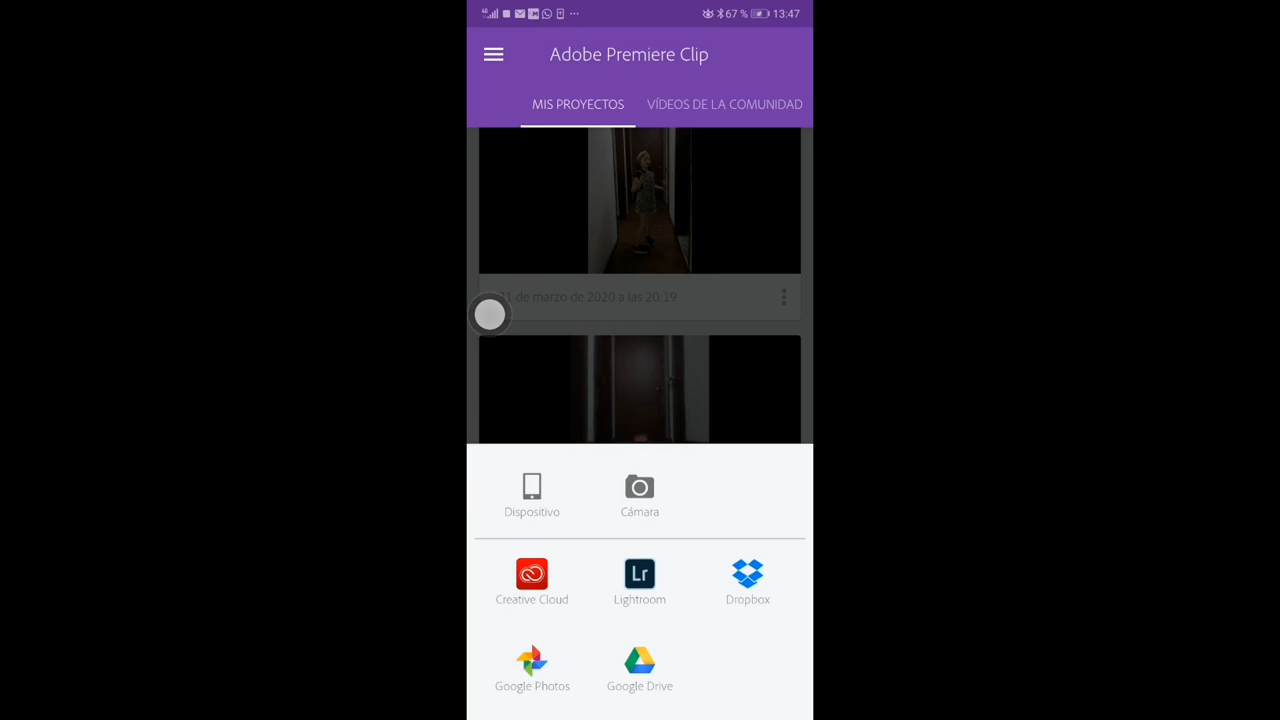 67 % 13:47
Adobe Premiere Clip
MIS PROYECTOS VÍDEOS DE LA COMUNIDAD
de marzo de 2020 a las 20:19
Dispositivo Cámara
Lr
Creative Cloud Lightroom Dropbox
Google Photos Google Drive